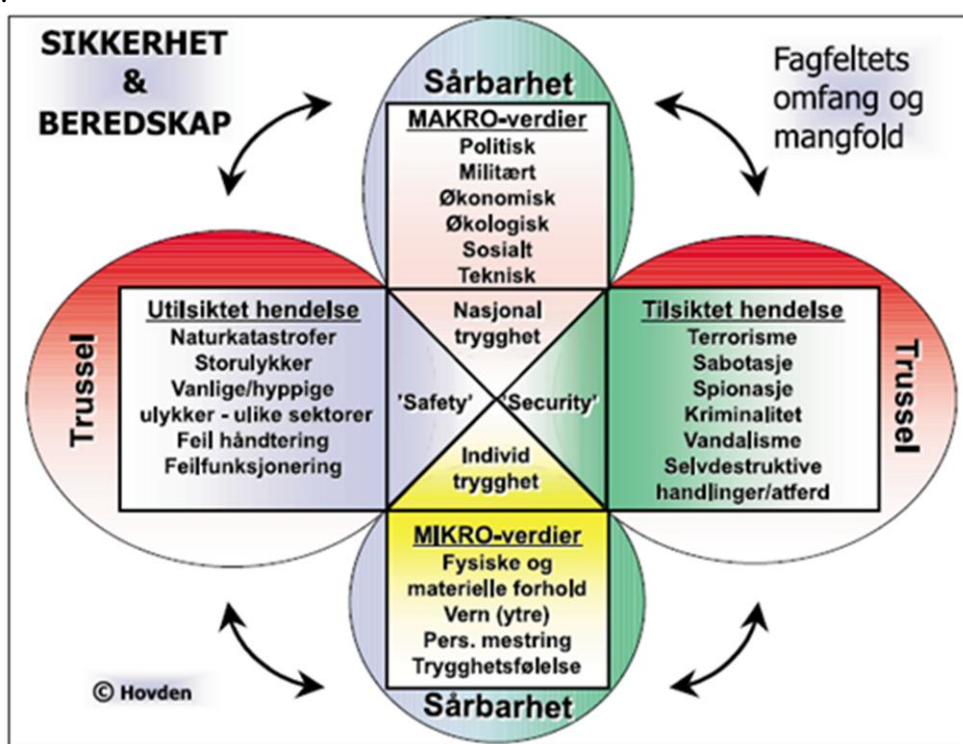 SIKKERHET
&
BEREDSKAP
Fagfeltets
omfang og
mangfold
Sårbarhet
MAKRO-verdier
Politisk
Militært
Økonomisk
Økologisk
Sosialt
Teknisk
Trussel
Utilsiktet hendelse
Naturkatastrofer
Storulykker
Vanlige/hyppige
ulykker - ulike sektorer
Feil håndtering
Feilfunksjonering
Nasjonal
trygghet
'Safety'
'Security'
Individ
trygghet
Tilsiktet hendelse
Terrorisme
Sabotasje
Spionasje
Kriminalitet
Vandalisme
Selvdestruktive
handlinger/atferd
Trussel
MIKRO-verdier
Fysiske og
materielle forhold
Vern (ytre)
Pers. mestring
Trygghetsfølelse
Sårbarhet
© Hovden